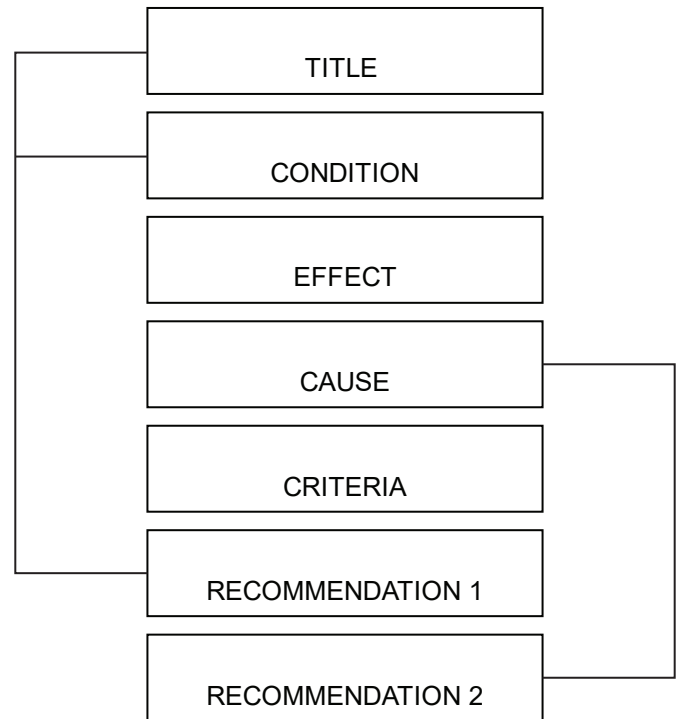 TITLE
CONDITION
EFFECT
CAUSE
CRITERIA
RECOMMENDATION 1
RECOMMENDATION 2